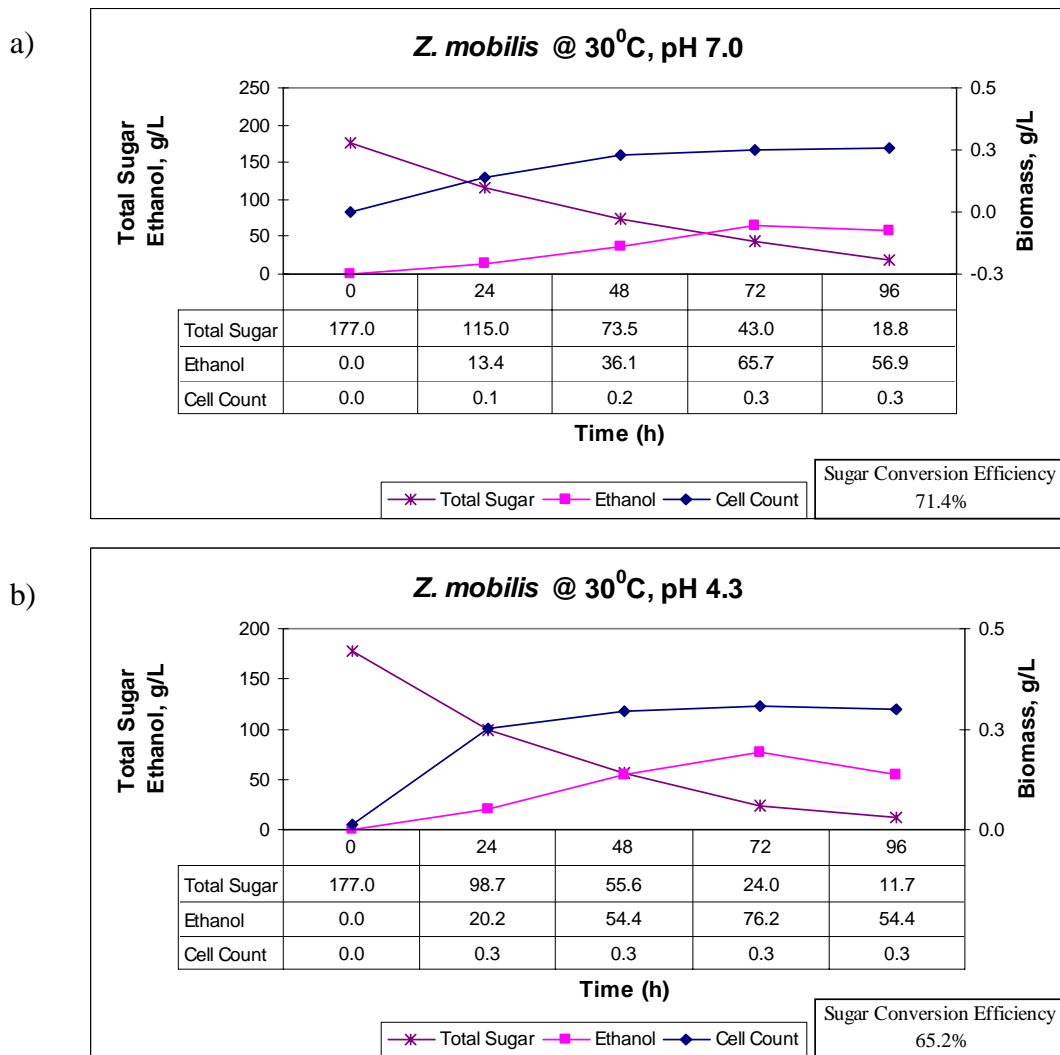 a)
Z. mobilis @ 30⁰C, pH 7.0
Total Sugar
Ethanol, g/L
250
200
150
100
50
0
0.5
0.3
0.0
-0.3
Biomass, g/L
0 24 48 72 96
Total Sugar 177.0 115.0 73.5 43.0 18.8
Ethanol 0.0 13.4 36.1 65.7 56.9
Cell Count 0.0 0.1 0.2 0.3 0.3
Time (h)
Total Sugar Ethanol Cell Count
Sugar Conversion Efficiency
71.4%
b)
Z. mobilis @ 30⁰C, pH 4.3
Total Sugar
Ethanol, g/L
200
150
100
50
0
0.5
0.3
0.0
Biomass, g/L
0 24 48 72 96
Total Sugar 177.0 98.7 55.6 24.0 11.7
Ethanol 0.0 20.2 54.4 76.2 54.4
Cell Count 0.0 0.3 0.3 0.3 0.3
Time (h)
Total Sugar Ethanol Cell Count
Sugar Conversion Efficiency
65.2%